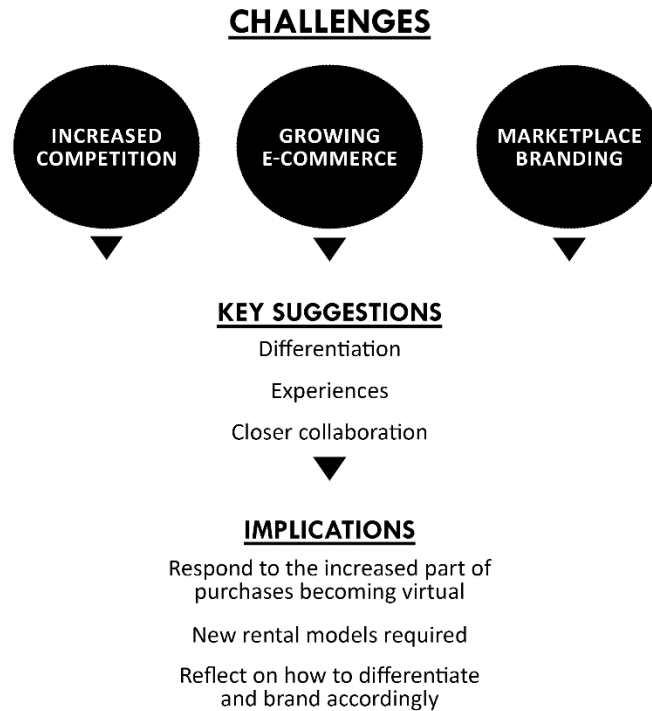 CHALLENGES
INCREASED
COMPETITION
GROWING
E-COMMERCE
MARKETPLACE
BRANDING
KEY SUGGESTIONS
Differentiation
Experiences
Closer collaboration
IMPLICATIONS
Respond to the increased part of
purchases becoming virtual
New rental models required
Reflect on how to differentiate
and brand accordingly